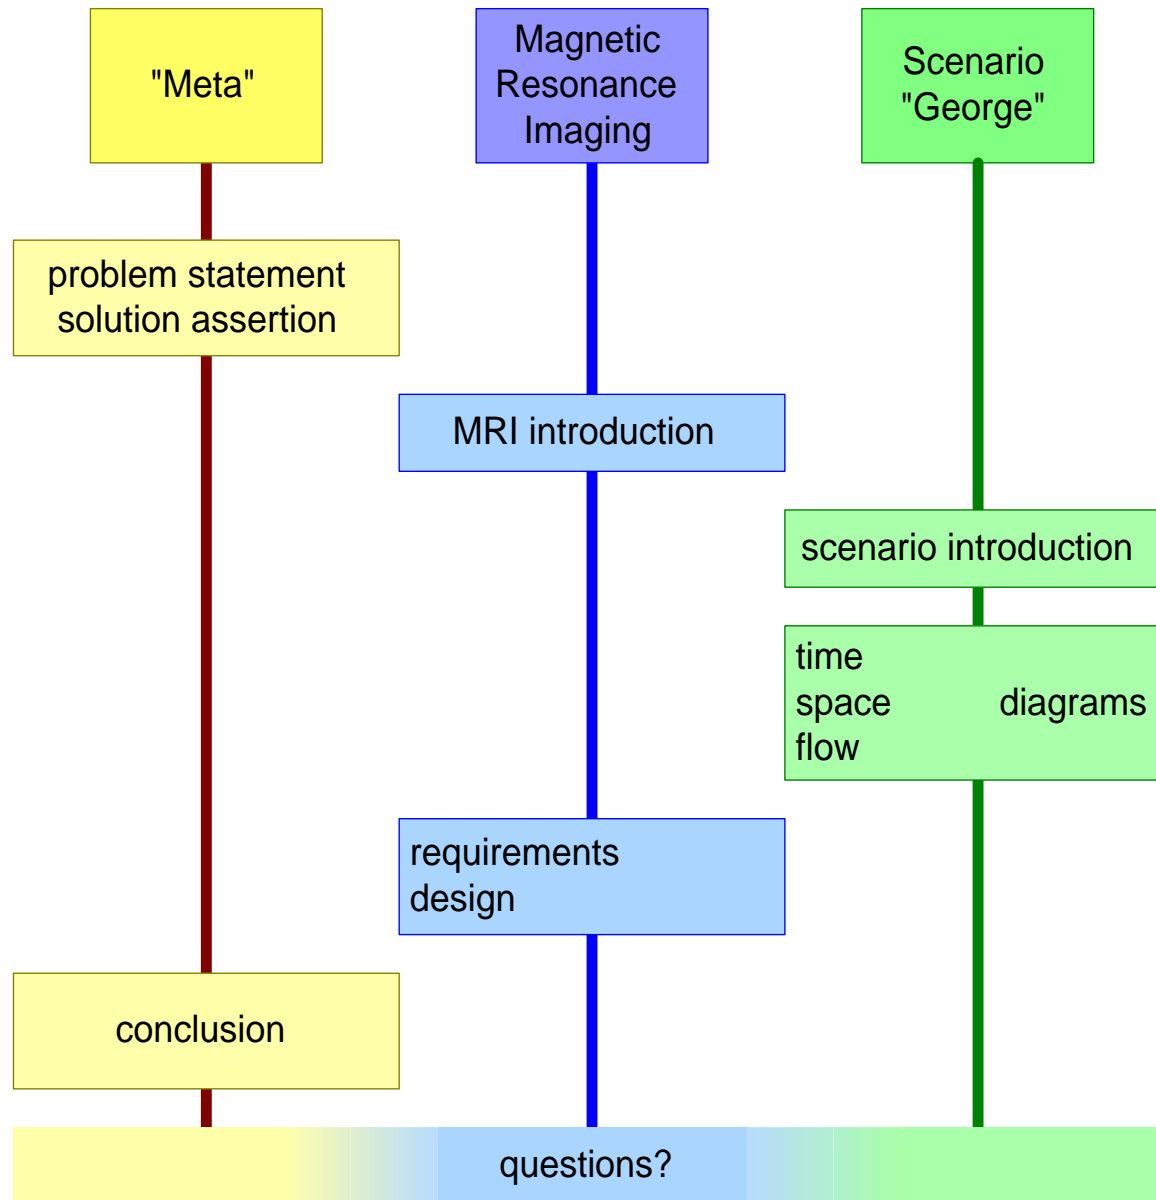 "Meta"
Magnetic
Resonance
Imaging
Scenario
"George"
problem statement
solution assertion
MRI introduction
scenario introduction
time
space diagrams
flow
requirements
design
conclusion
questions?